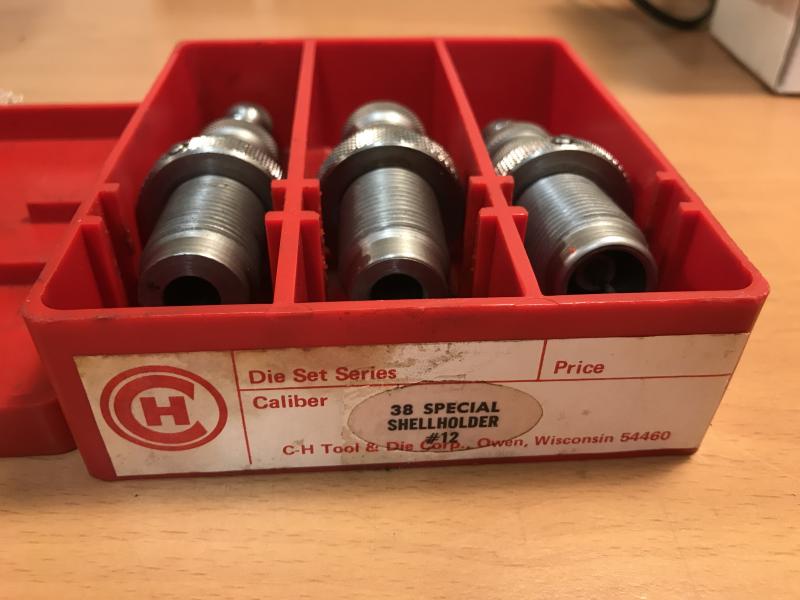 CH
Die Set Series
Price
Caliber
38 SPECIAL
SHELLHOLDER
#12
C-H Tool & Die Corp., Owen, Wisconsin 54460